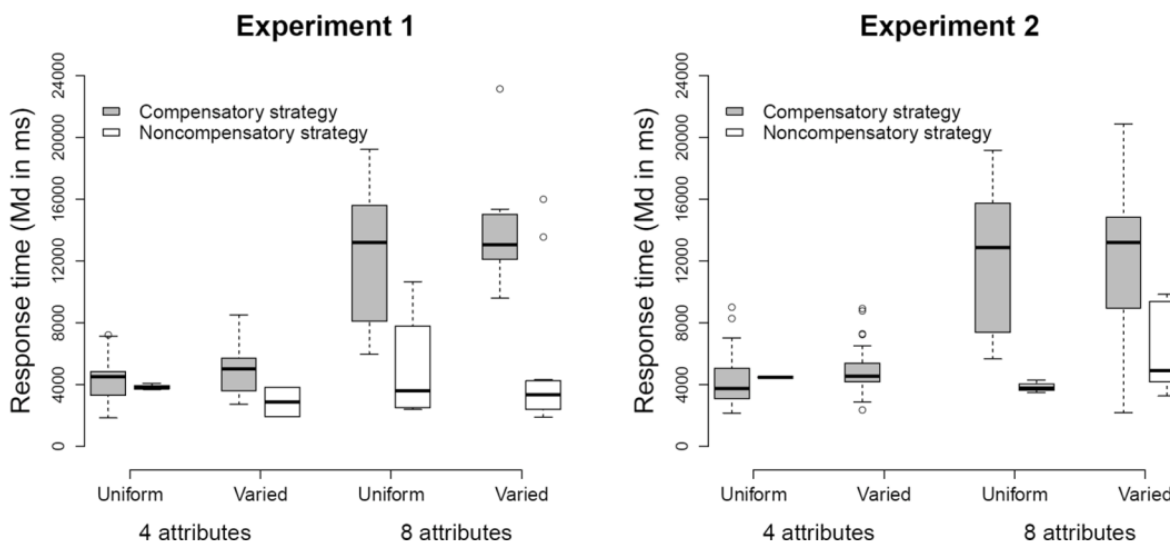 Experiment 1
Response time (Md in ms)
24000
20000
16000
12000
8000
4000
0
Compensatory strategy
Noncompensatory strategy
Uniform Varied Uniform Varied
4 attributes 8 attributes
Experiment 2
Response time (Md in ms)
24000
20000
16000
12000
8000
4000
0
Compensatory strategy
Noncompensatory strategy
Uniform Varied Uniform Varied
4 attributes 8 attributes